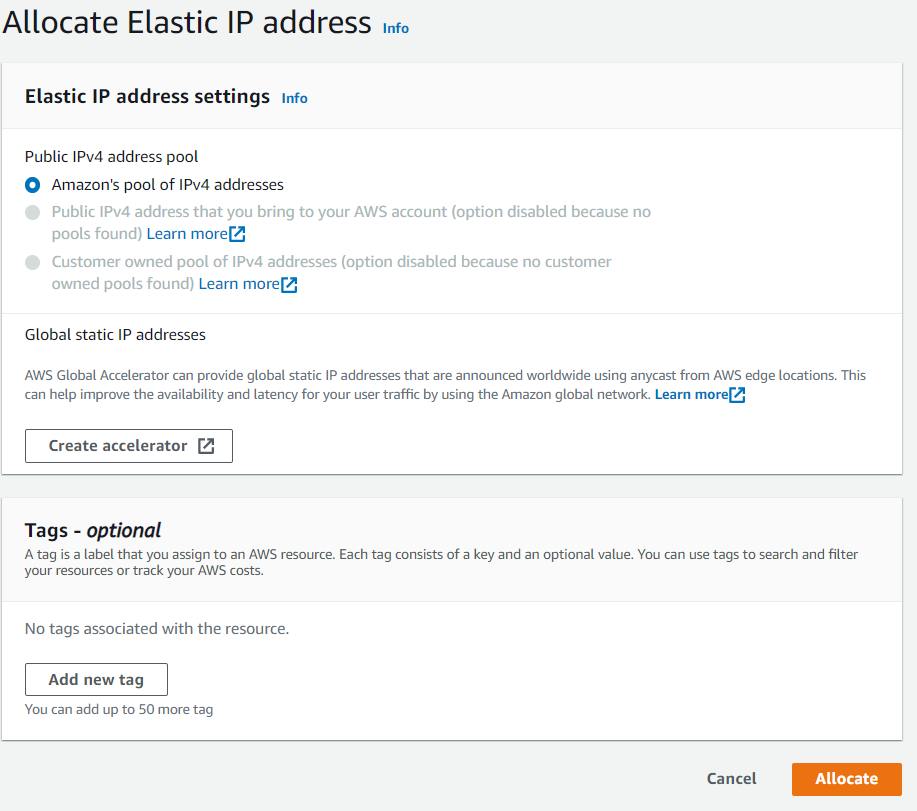 Allocate Elastic IP address Info
Elastic IP address settings Info
Public IPv4 address pool
Amazon's pool of IPv4 addresses
Public IPv4 address that you bring to your AWS account (option disabled because no
pools found) Learn more
Customer owned pool of IPv4 addresses (option disabled because no customer
owned pools found) Learn more
Global static IP addresses
AWS Global Accelerator can provide global static IP addresses that are announced worldwide using anycast from AWS edge locations. This
can help improve the availability and latency for your user traffic by using the Amazon global network. Learn more
Create accelerator
Tags - optional
A tag is a label that you assign to an AWS resource. Each tag consists of a key and an optional value. You can use tags to search and filter
your resources or track your AWS costs.
No tags associated with the resource.
Add new tag
You can add up to 50 more tag
Cancel Allocate